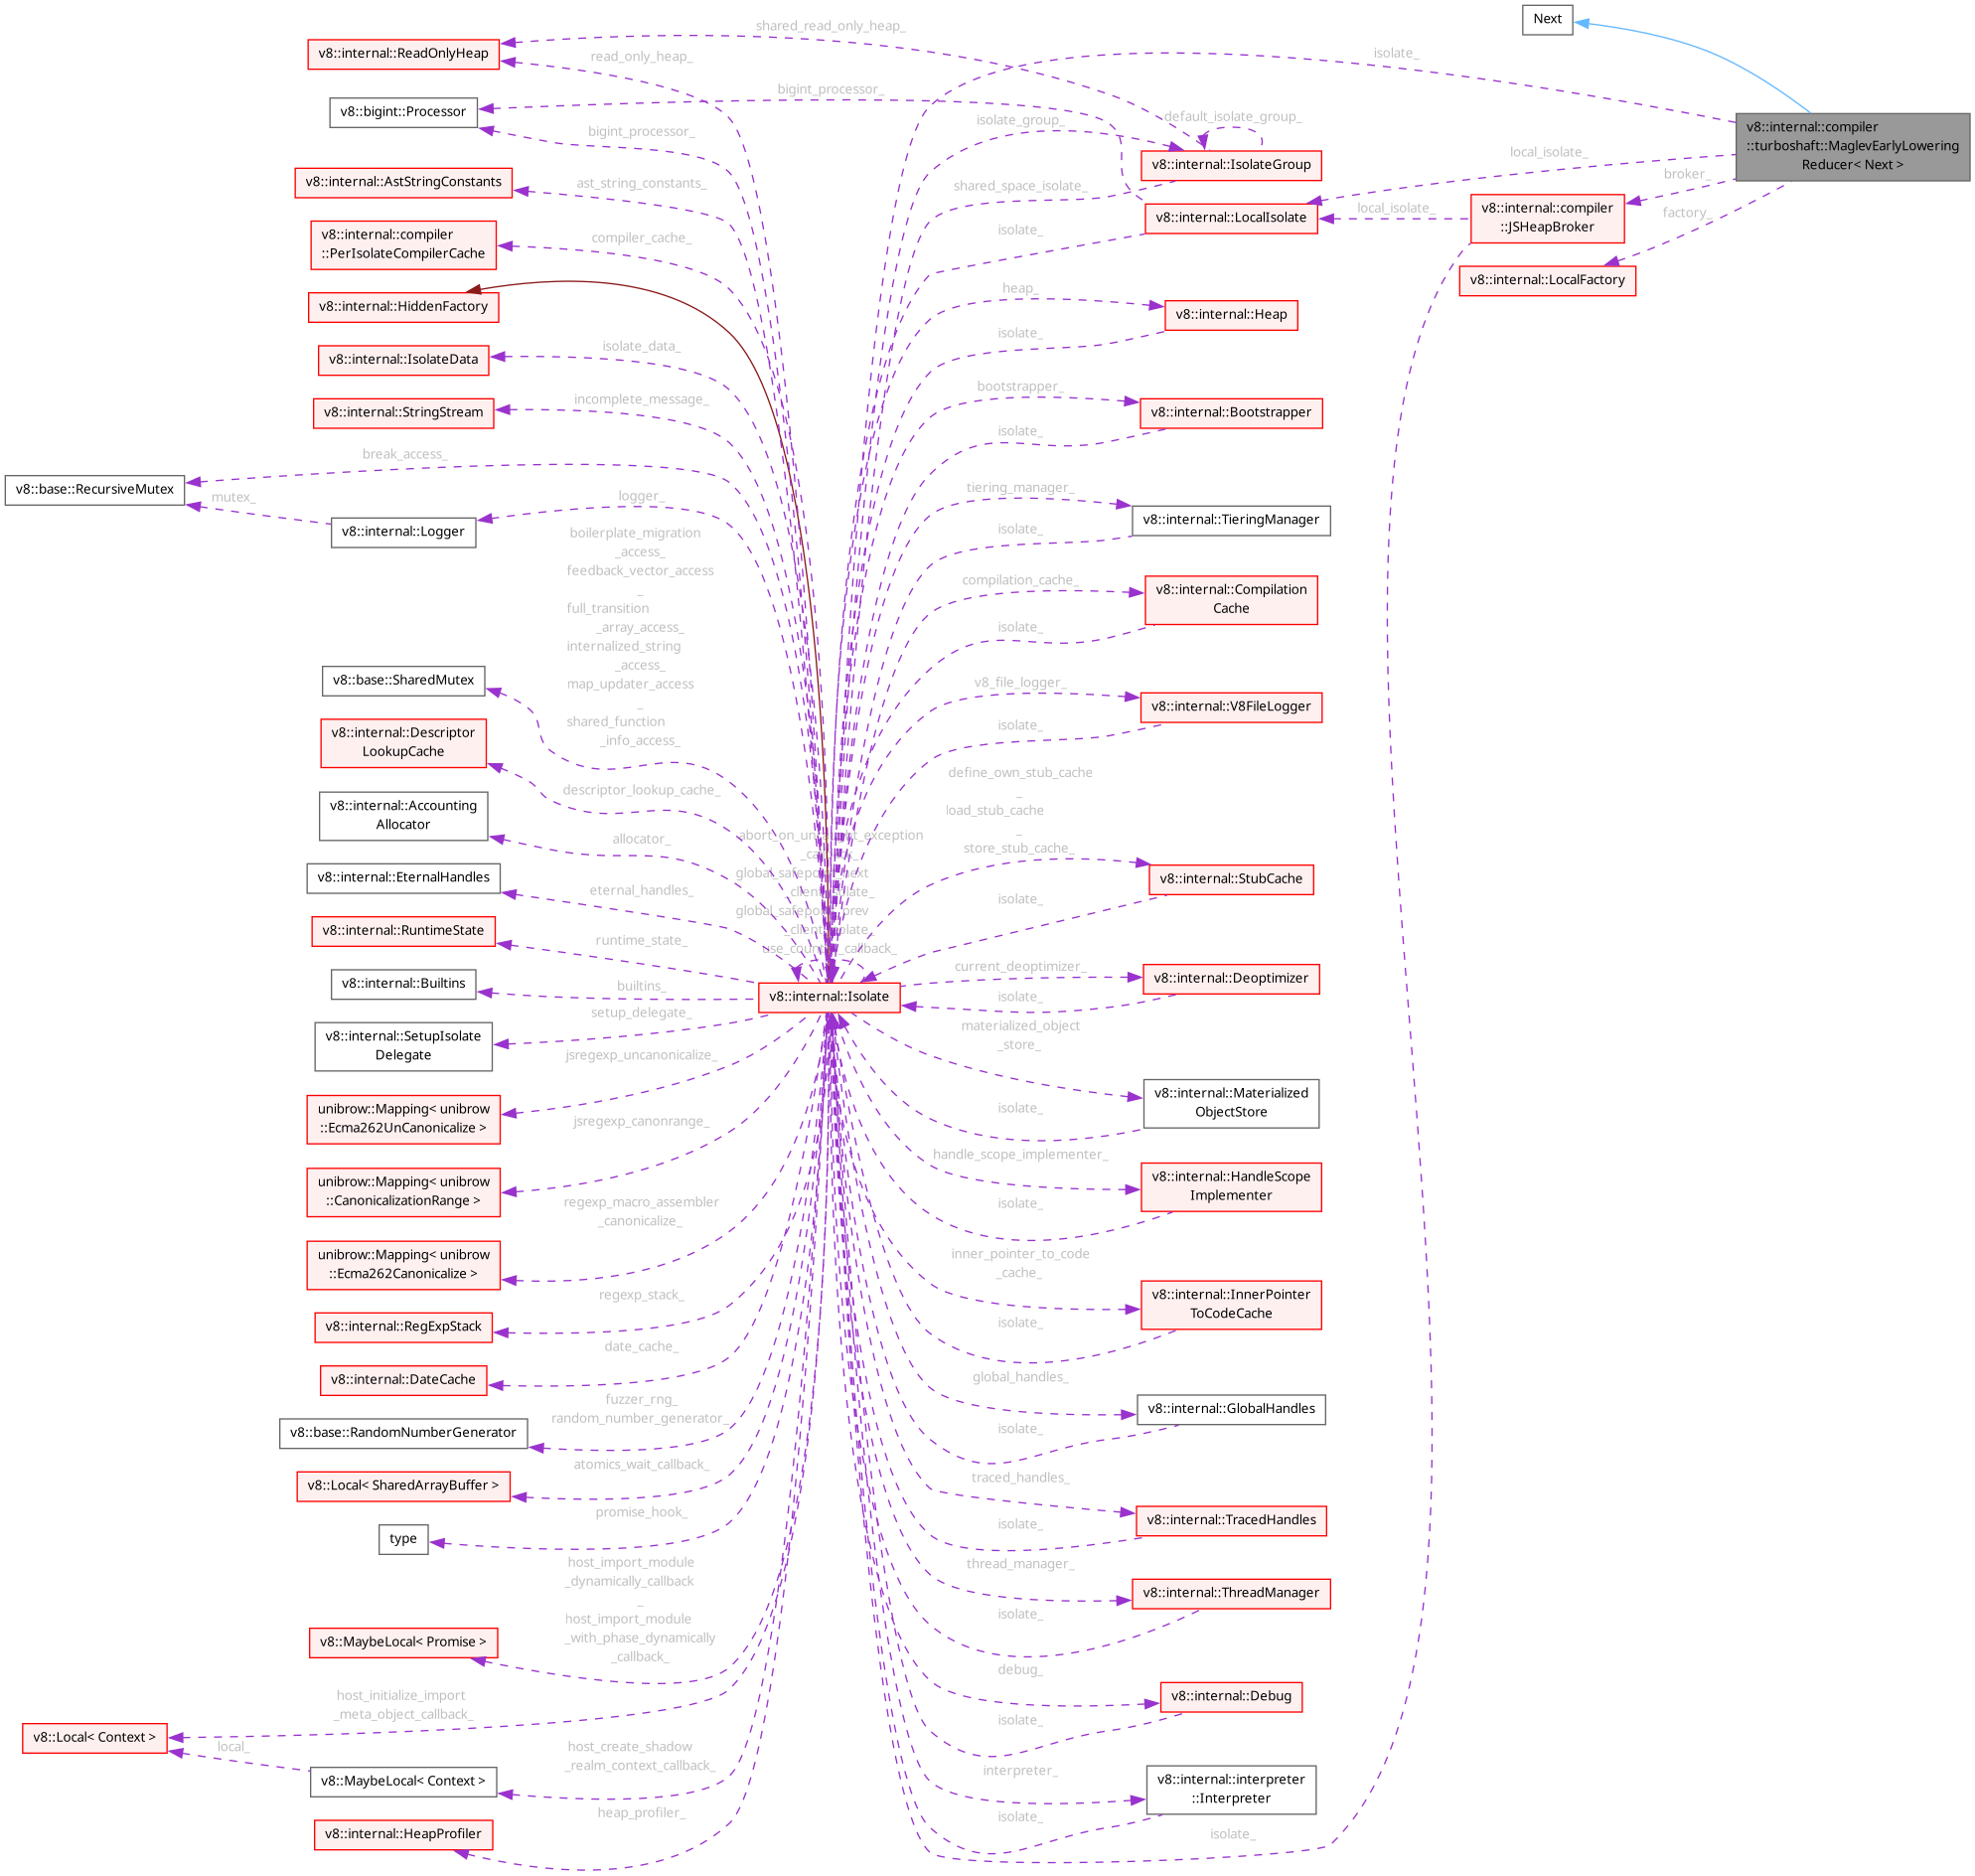 Next
v8::internal::compiler
::turboshaft::MaglevEarlyLowering
Reducer< Next >
isolate_
local_isolate_
broker_
factory_
v8::internal::compiler
::JSHeapBroker
local_isolate_
v8::internal::LocalFactory
shared_read_only_heap_
read_only_heap_
v8::internal::ReadOnlyHeap
bigint_processor_
v8::bigint::Processor
bigint_processor_
isolate_group_
default_isolate_group_
v8::internal::IsolateGroup
shared_space_isolate_
v8::internal::LocalIsolate
isolate_
ast_string_constants_
v8::internal::AstStringConstants
compiler_cache_
v8::internal::compiler
::PerIsolateCompilerCache
v8::internal::HiddenFactory
heap_
v8::internal::Heap
isolate_
isolate_data_
v8::internal::IsolateData
incomplete_message_
v8::internal::StringStream
bootstrapper_
v8::internal::Bootstrapper
isolate_
break_access_
v8::base::RecursiveMutex
mutex_
logger_
v8::internal::Logger
tiering_manager_
v8::internal::TieringManager
isolate_
boilerplate_migration
_access_
feedback_vector_access
_
full_transition
_array_access_
internalized_string
_access_
map_updater_access
_
shared_function
_info_access_
v8::base::SharedMutex
compilation_cache_
v8::internal::Compilation
Cache
isolate_
v8_file_logger_
v8::internal::V8FileLogger
isolate_
v8::internal::Descriptor
LookupCache
descriptor_lookup_cache_
v8::internal::Accounting
Allocator
allocator_
define_own_stub_cache
_
load_stub_cache
_
store_stub_cache_
v8::internal::StubCache
isolate_
v8::internal::EternalHandles
eternal_handles_
v8::internal::RuntimeState
runtime_state_
use_counter_callback_
v8::internal::Isolate
current_deoptimizer_
v8::internal::Deoptimizer
isolate_
v8::internal::Builtins
builtins_
setup_delegate_
v8::internal::SetupIsolate
Delegate
materialized_object
_store_
v8::internal::Materialized
ObjectStore
isolate_
jsregexp_uncanonicalize_
unibrow::Mapping< unibrow
::Ecma262UnCanonicalize >
jsregexp_canonrange_
unibrow::Mapping< unibrow
::CanonicalizationRange >
handle_scope_implementer_
v8::internal::HandleScope
Implementer
isolate_
regexp_macro_assembler
_canonicalize_
unibrow::Mapping< unibrow
::Ecma262Canonicalize >
inner_pointer_to_code
_cache_
v8::internal::InnerPointer
ToCodeCache
isolate_
regexp_stack_
v8::internal::RegExpStack
date_cache_
v8::internal::DateCache
global_handles_
v8::internal::GlobalHandles
isolate_
fuzzer_rng_
random_number_generator_
v8::base::RandomNumberGenerator
atomics_wait_callback_
v8::Local< SharedArrayBuffer >
traced_handles_
v8::internal::TracedHandles
isolate_
promise_hook_
type
host_import_module
_dynamically_callback
_
host_import_module
_with_phase_dynamically
_callback_
v8::MaybeLocal< Promise >
thread_manager_
v8::internal::ThreadManager
isolate_
host_initialize_import
_meta_object_callback_
v8::Local< Context >
local_
debug_
v8::internal::Debug
isolate_
host_create_shadow
_realm_context_callback_
v8::MaybeLocal< Context >
interpreter_
v8::internal::interpreter
::Interpreter
isolate_
heap_profiler_
v8::internal::HeapProfiler
isolate_